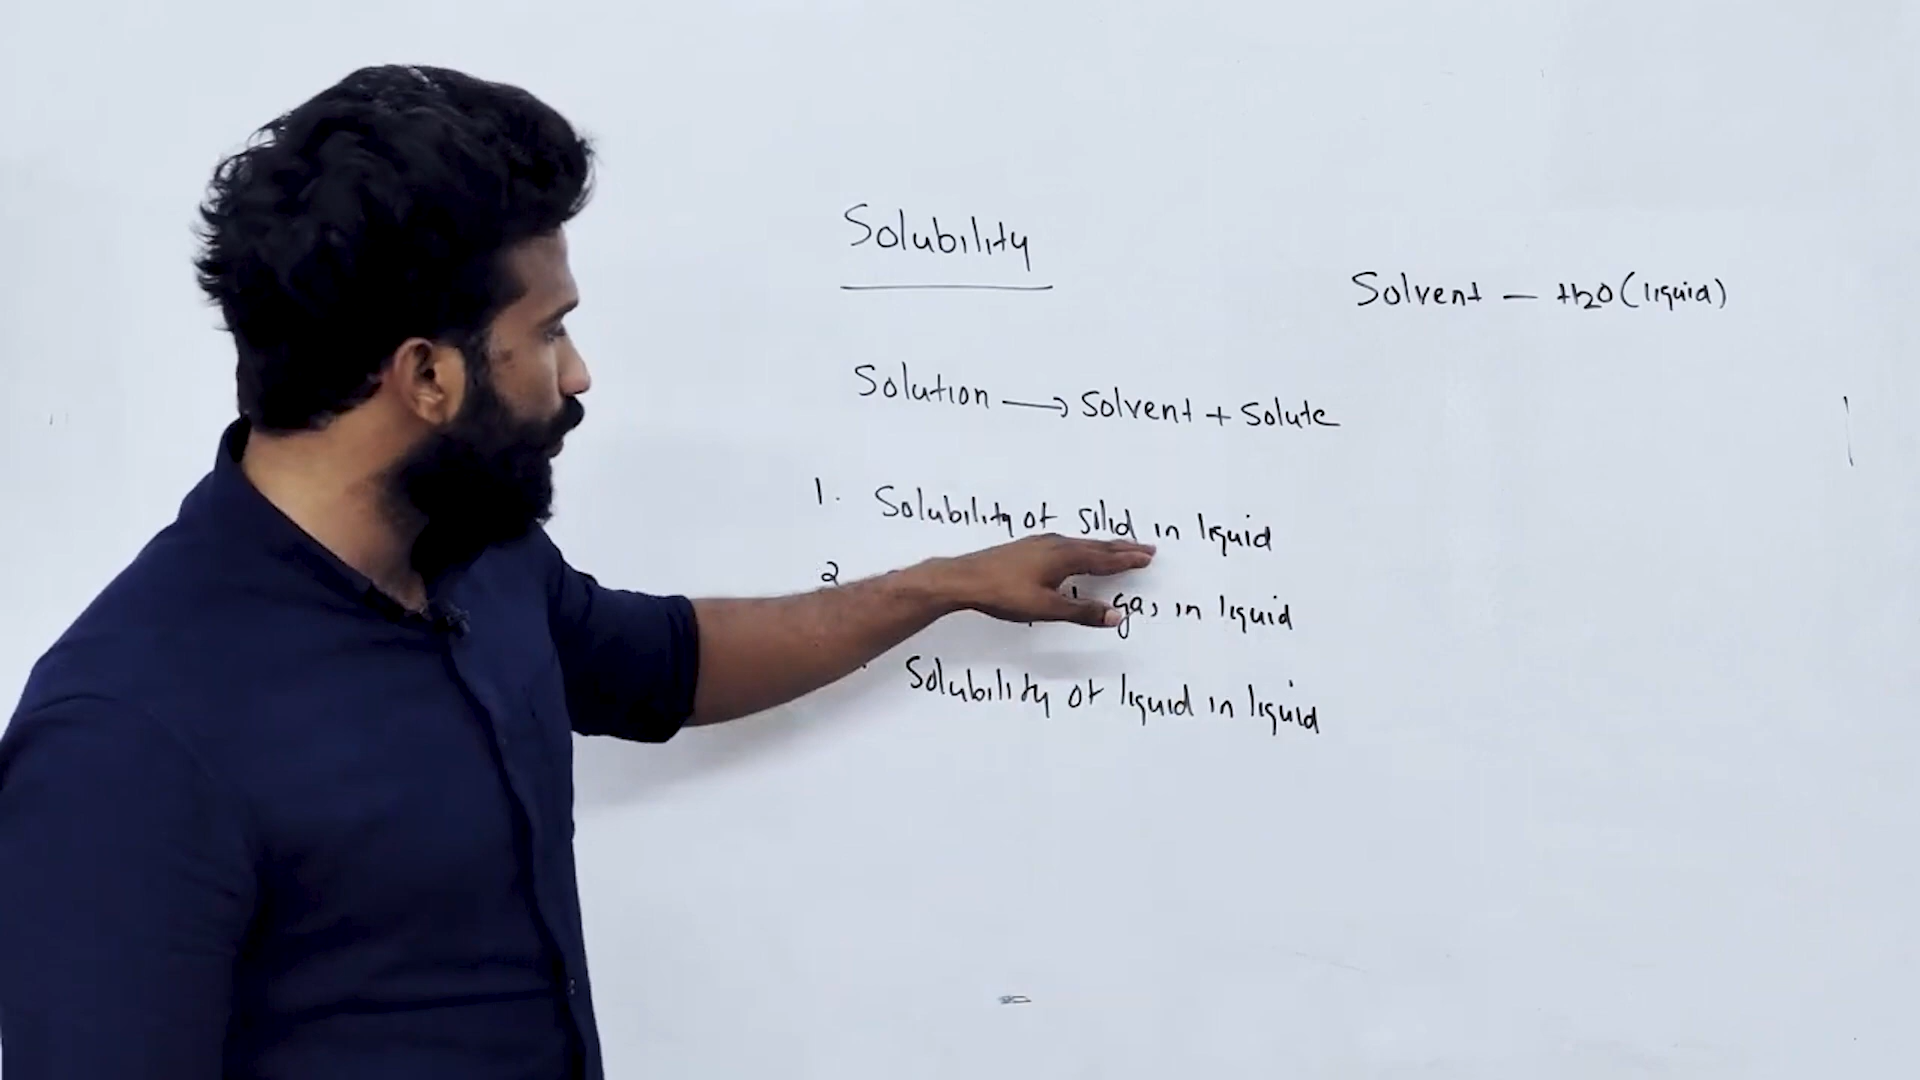 Solubility
Solvent — H2O (liquid)
Solution → Solvent + Solute
1. Solubility of solid in liquid
2 gas in liquid
Solubility of liquid in liquid